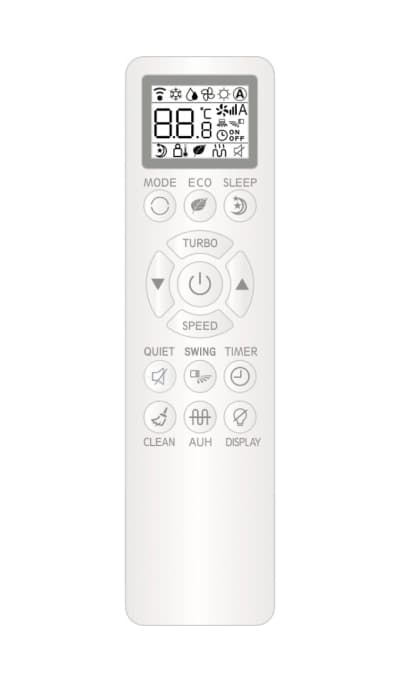 A
88.8 °C A
ON
OFF
MODE ECO SLEEP
TURBO
SPEED
QUIET SWING TIMER
CLEAN AUH DISPLAY